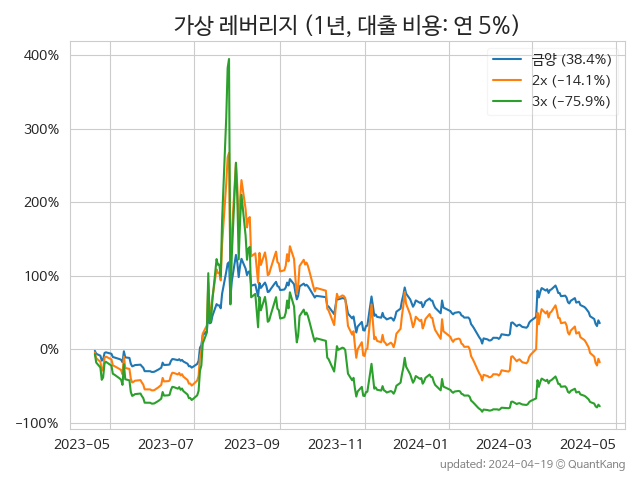 가상 레버리지 (1년, 대출 비용: 연 5%)
금양 (38.4%)
2x (−14.1%)
3x (−75.9%)
400%
300%
200%
100%
0%
−100%
2023-05 2023-07 2023-09 2023-11 2024-01 2024-03 2024-05
updated: 2024-04-19 © QuantKang